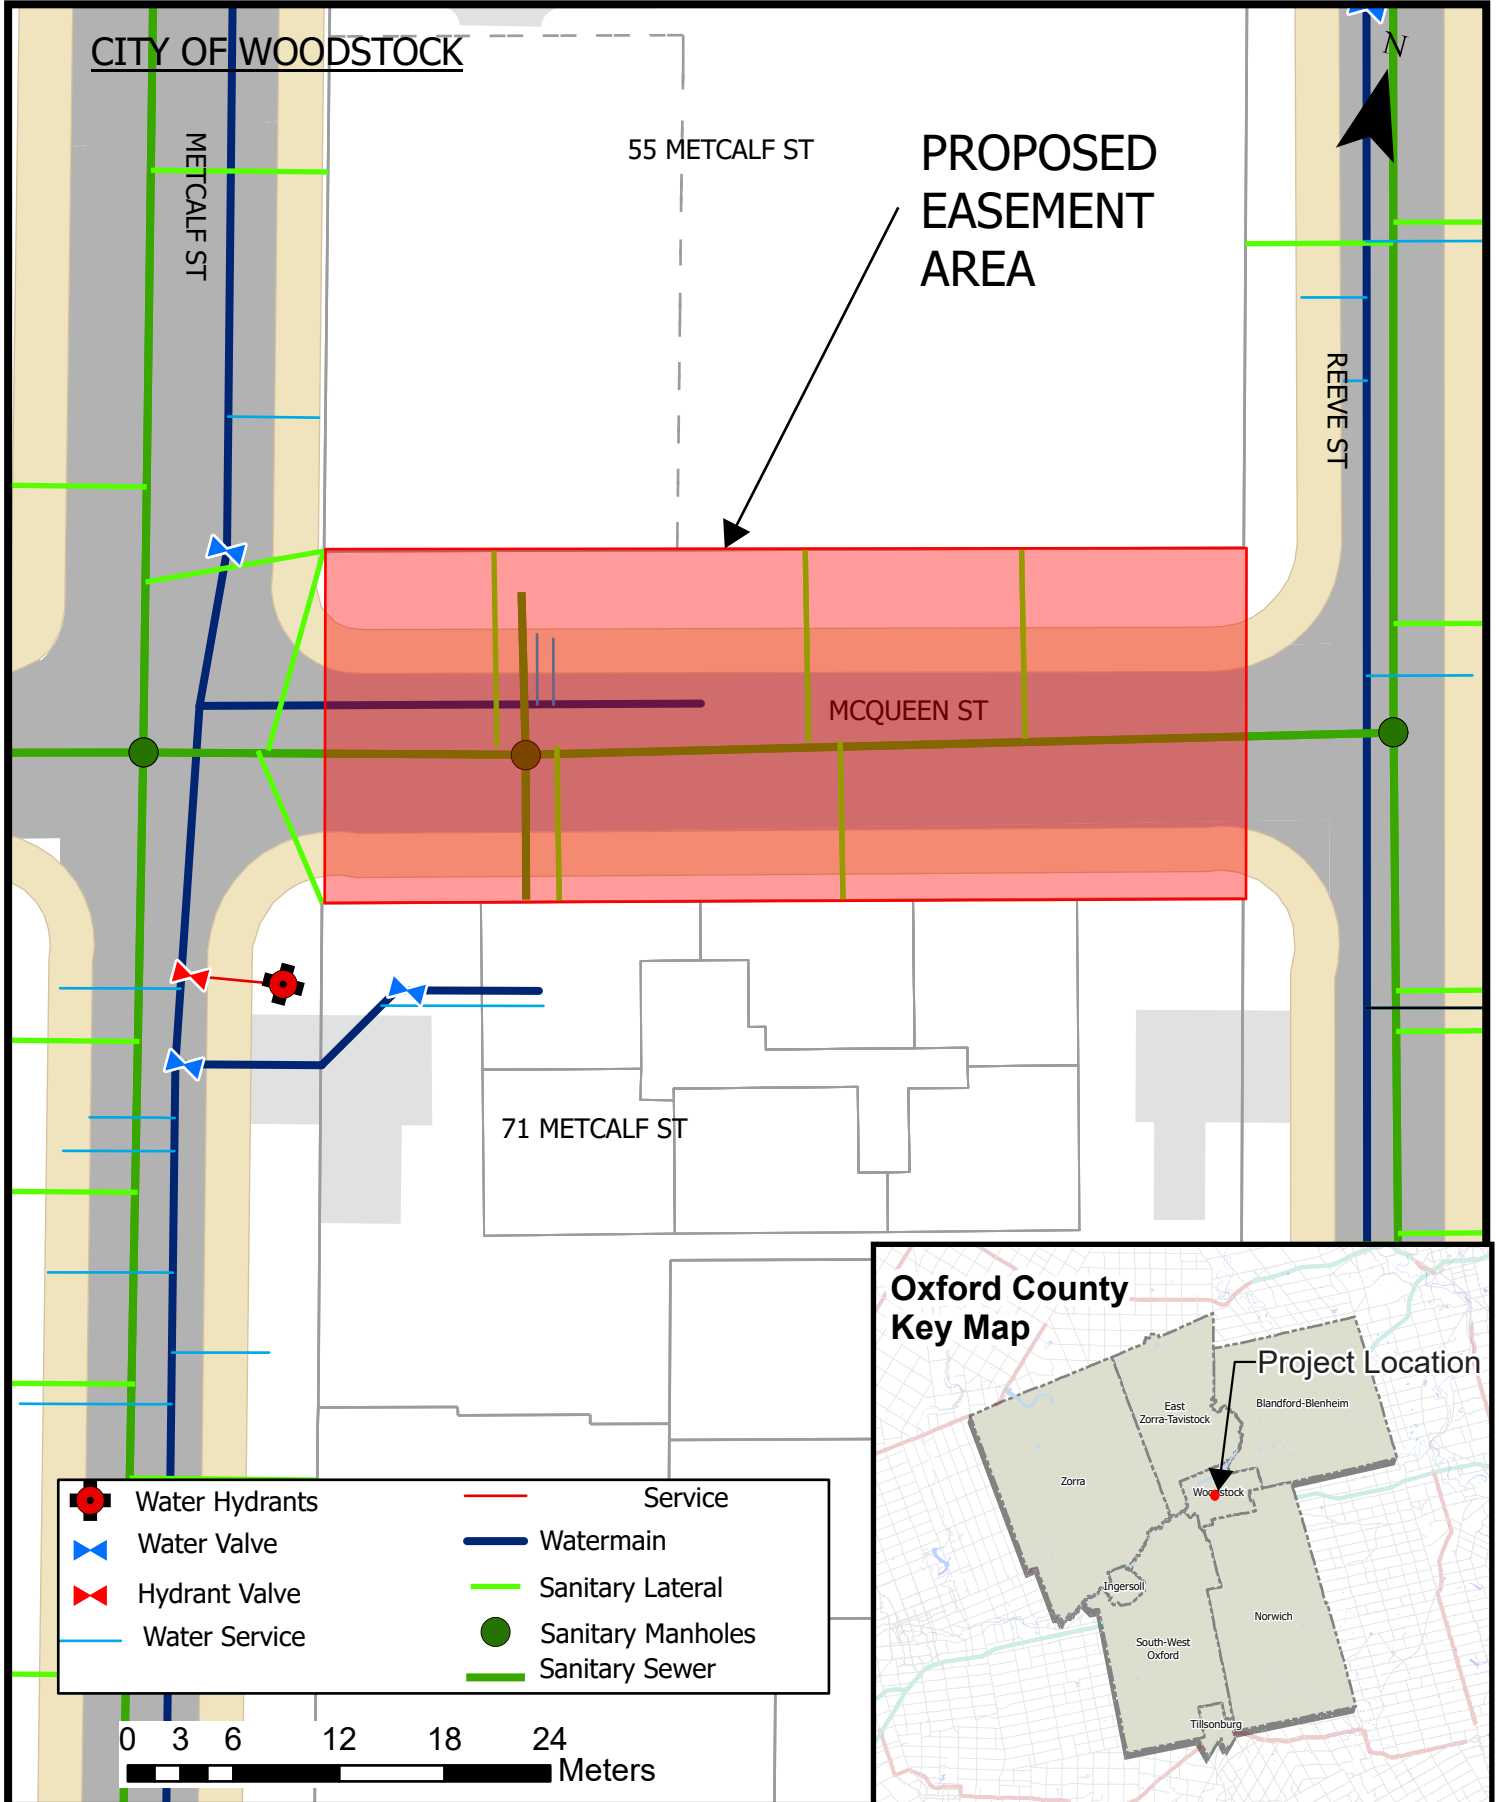 CITY OF WOODSTOCK
N
METCALF ST
55 METCALF ST
PROPOSED
EASEMENT
AREA
REEVE ST
MCQUEEN ST
71 METCALF ST
Water Hydrants
Water Valve
Hydrant Valve
Water Service
Service
Watermain
Sanitary Lateral
Sanitary Manholes
Sanitary Sewer
0 3 6 12 18 24
Meters
Oxford County
Key Map
Project Location
East
Zorra-Tavistock
Blandford-Blenheim
Zorra
Woodstock
Ingersoll
Norwich
South-West
Oxford
Tillsonburg